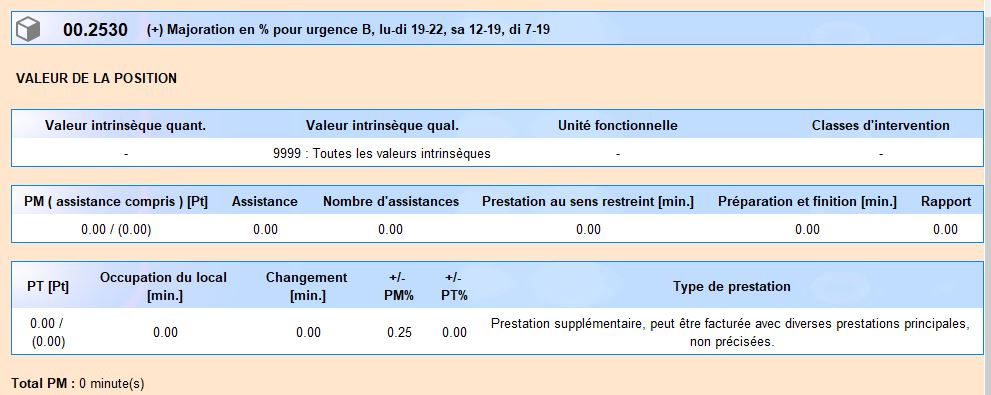 00.2530 (+) Majoration en % pour urgence B, lu-di 19-22, sa 12-19, di 7-19
VALEUR DE LA POSITION
Valeur intrinsèque quant. Valeur intrinsèque qual. Unité fonctionnelle Classes d'intervention
- 9999 : Toutes les valeurs intrinsèques - -
PM ( assistance compris ) [Pt] Assistance Nombre d'assistances Prestation au sens restreint [min.] Préparation et finition [min.] Rapport
0.00 / (0.00) 0.00 0.00 0.00 0.00 0.00
PT [Pt] Occupation du local [min.] Changement [min.] +/- PM% +/- PT% Type de prestation
0.00 / (0.00) 0.00 0.00 0.25 0.00 Prestation supplémentaire, peut être facturée avec diverses prestations principales,
non précisées.
Total PM : 0 minute(s)